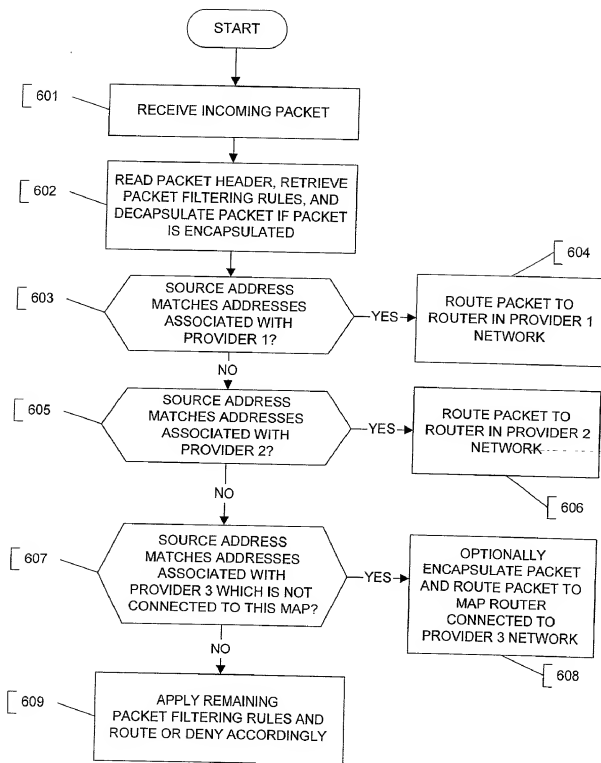 START
601
RECEIVE INCOMING PACKET
602
READ PACKET HEADER, RETRIEVE
PACKET FILTERING RULES, AND
DECAPSULATE PACKET IF PACKET
IS ENCAPSULATED
603
SOURCE ADDRESS
MATCHES ADDRESSES
ASSOCIATED WITH
PROVIDER 1?
YES
604
ROUTE PACKET TO
ROUTER IN PROVIDER 1
NETWORK
NO
605
SOURCE ADDRESS
MATCHES ADDRESSES
ASSOCIATED WITH
PROVIDER 2?
YES
ROUTE PACKET TO
ROUTER IN PROVIDER 2
NETWORK
606
NO
607
SOURCE ADDRESS
MATCHES ADDRESSES
ASSOCIATED WITH
PROVIDER 3 WHICH IS NOT
CONNECTED TO THIS MAP?
YES
OPTIONALLY
ENCAPSULATE PACKET
AND ROUTE PACKET TO
MAP ROUTER
CONNECTED TO
PROVIDER 3 NETWORK
608
NO
609
APPLY REMAINING
PACKET FILTERING RULES AND
ROUTE OR DENY ACCORDINGLY